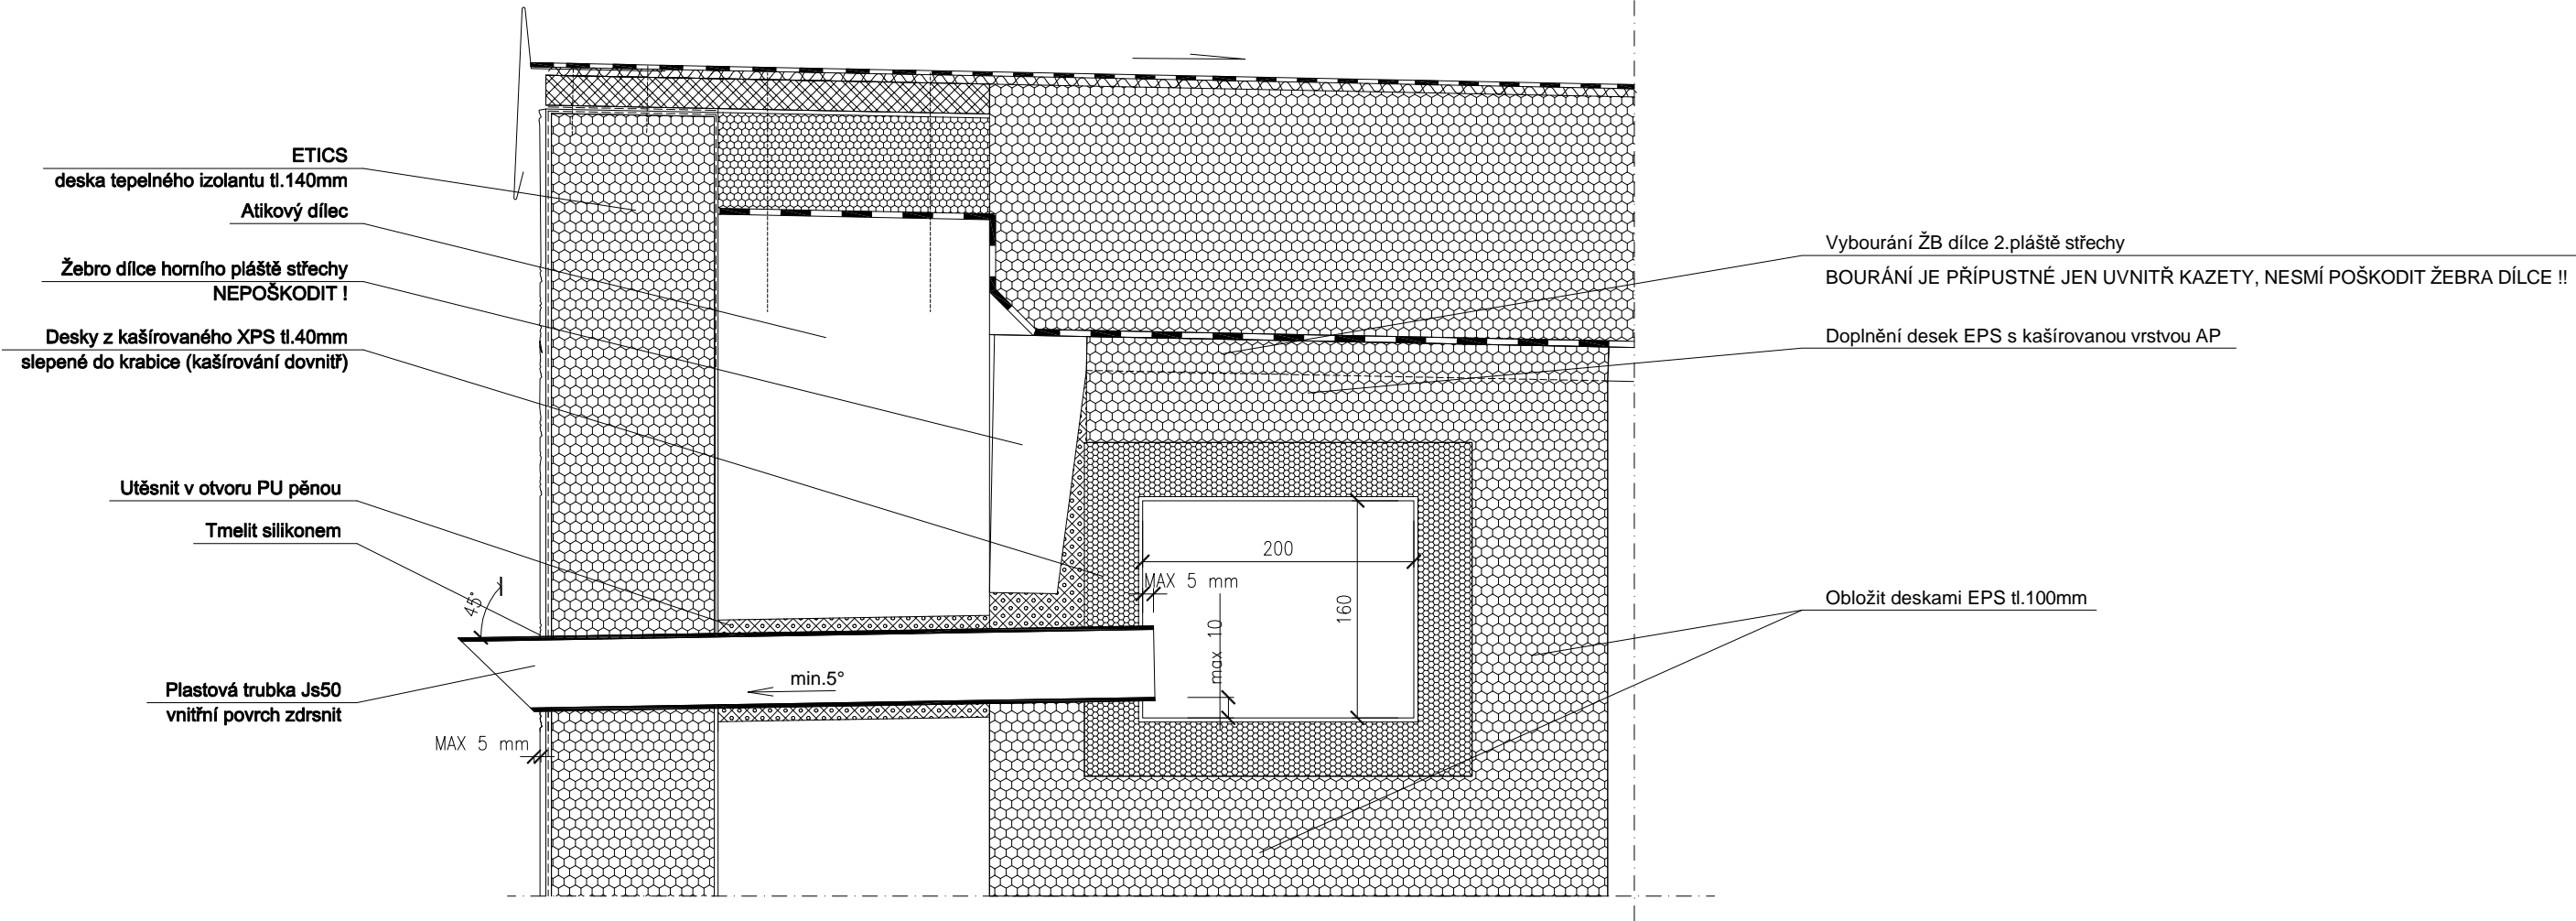 ETICS
deska tepelného izolantu tl.140mm
Atikový dílec
Žebro dílce horního pláště střechy
NEPOŠKODIT !
Desky z kašírovaného XPS tl.40mm
slepené do krabice (kašírování dovnitř)
Utěsnit v otvoru PU pěnou
Tmelit silikonem
45°
Plastová trubka Js50
vnitřní povrch zdrsnit
MAX 5 mm
min.5°
200
MAX 5 mm
160
max 10
Vybourání ŽB dílce 2.pláště střechy
BOURÁNÍ JE PŘÍPUSTNÉ JEN UVNITŘ KAZETY, NESMÍ POŠKODIT ŽEBRA DÍLCE !!
Doplnění desek EPS s kašírovanou vrstvou AP
Obložit deskami EPS tl.100mm